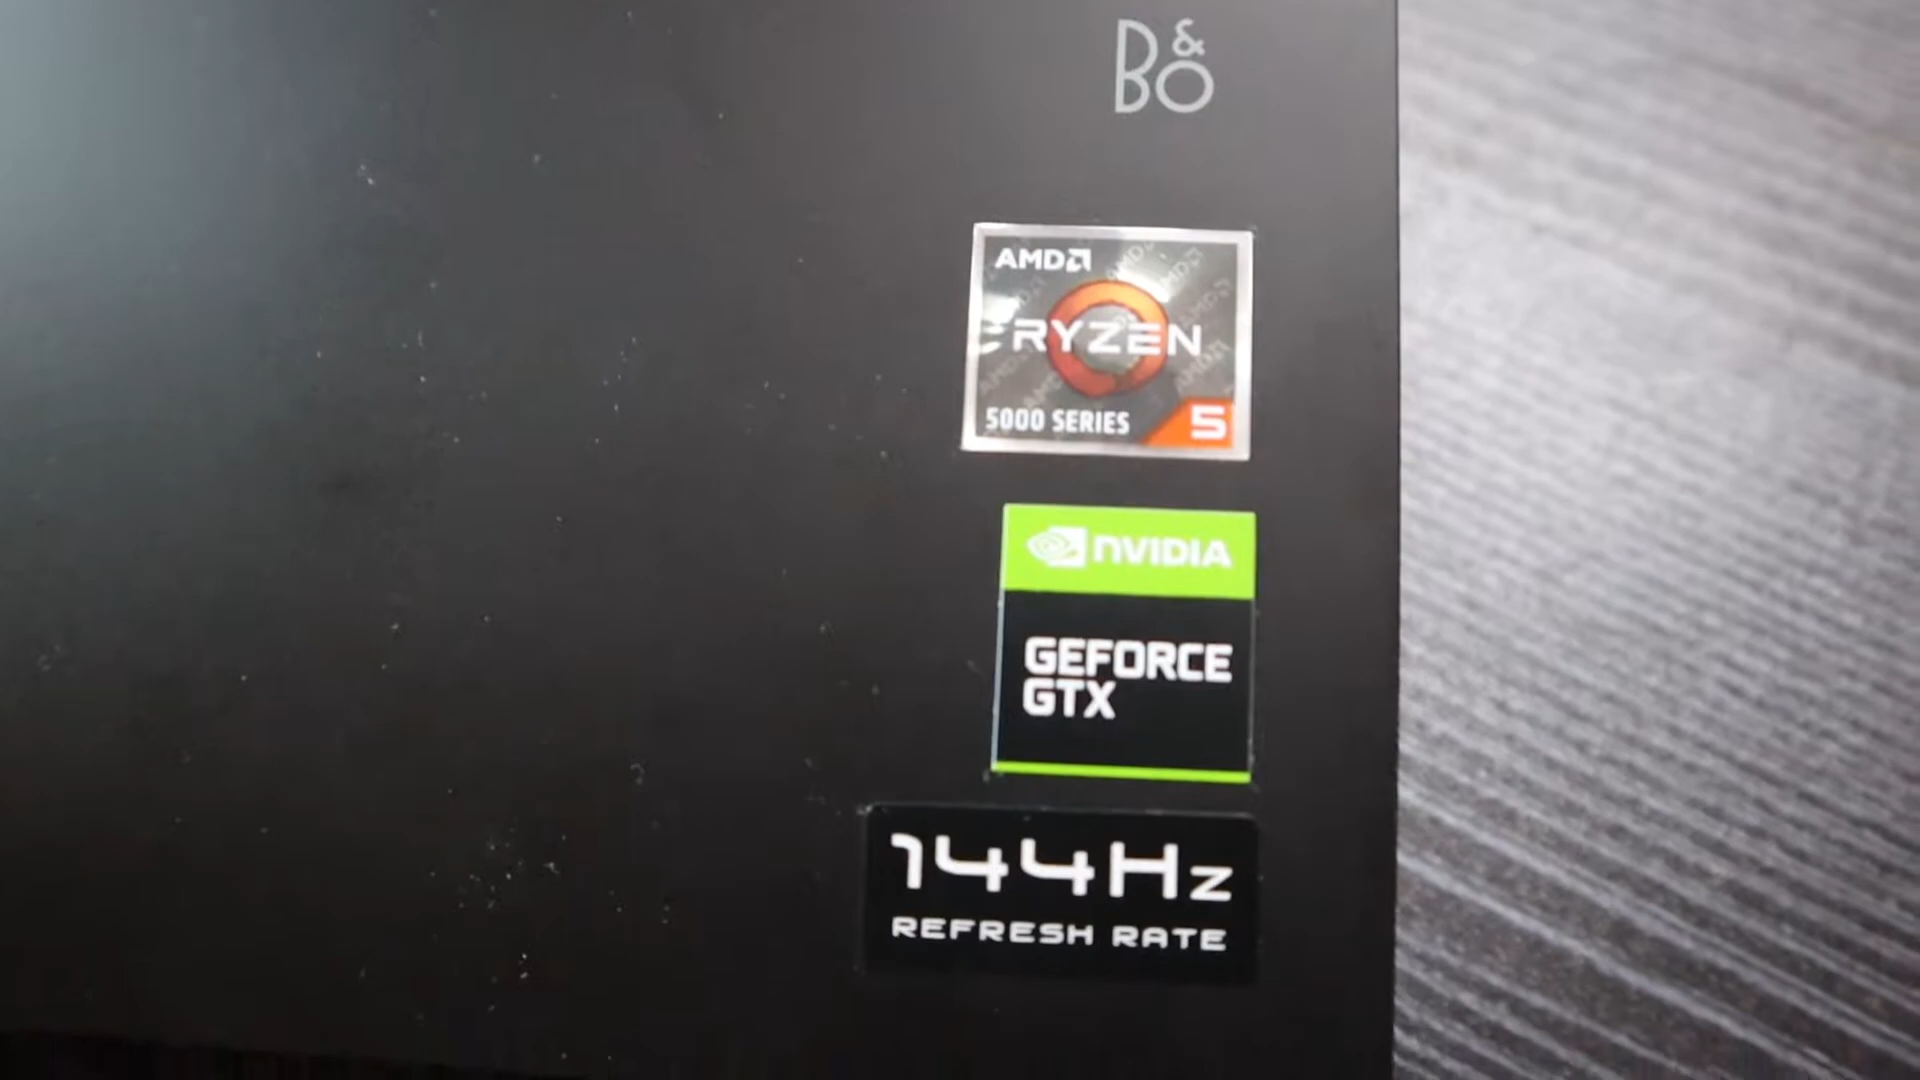 B&O
AMD
RYZEN
5000 SERIES 5
NVIDIA
GEFORCE
GTX
144Hz
REFRESH RATE